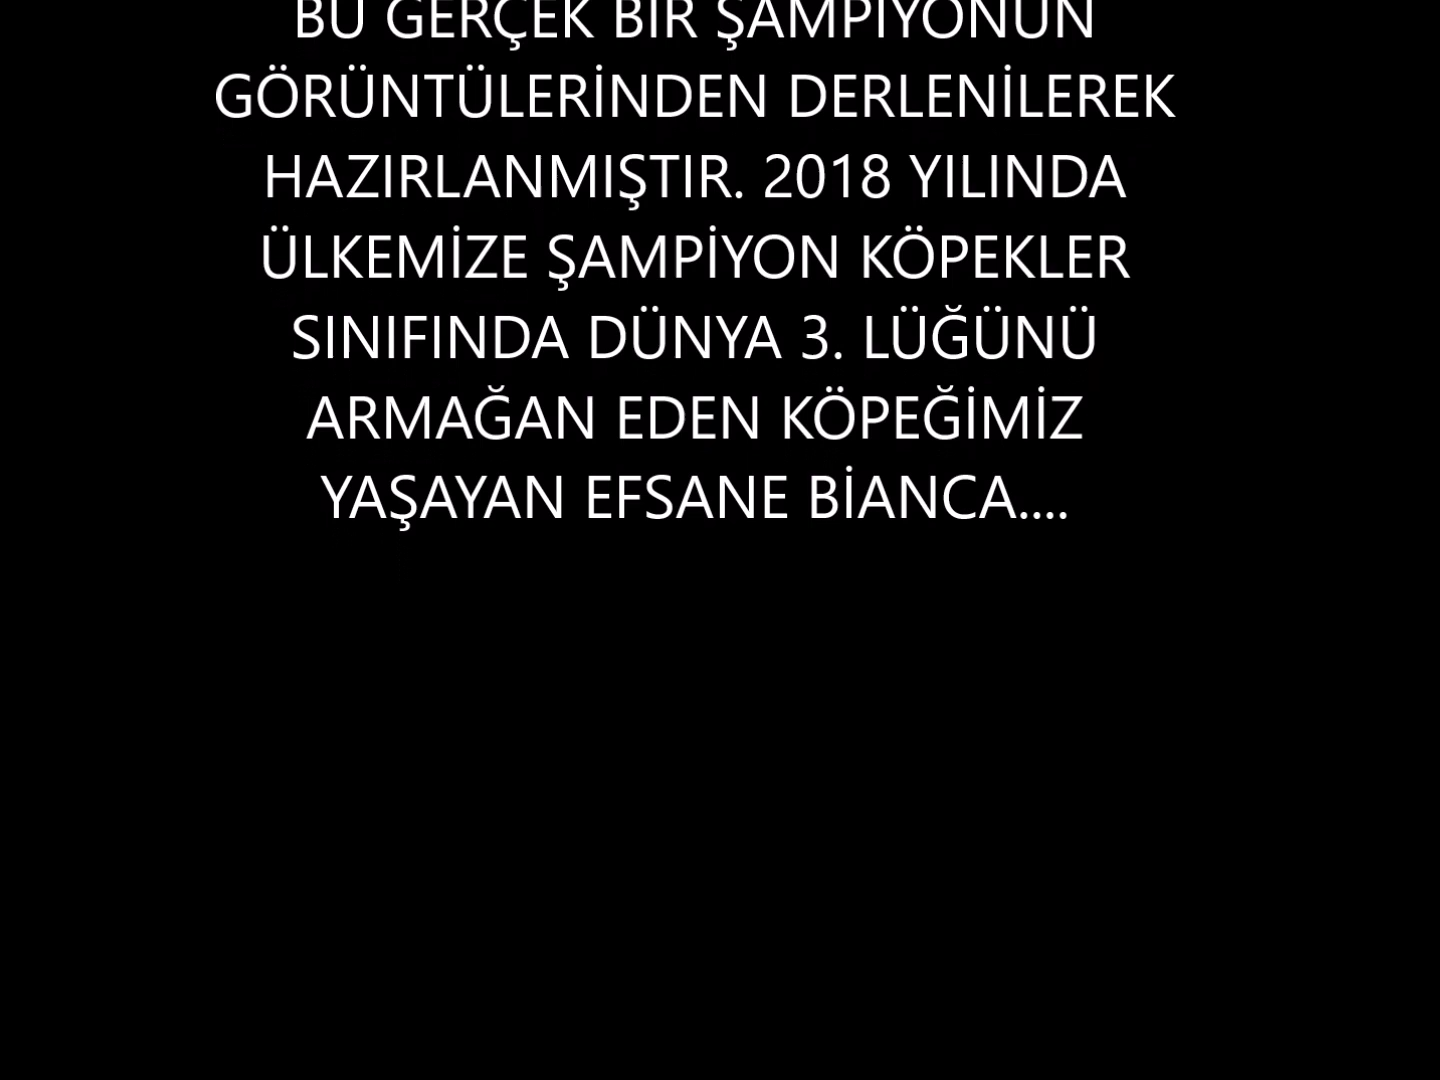 BU GERÇEK BİR ŞAMPİYONUN
GÖRÜNTÜLERİNDEN DERLENİLEREK
HAZIRLANMIŞTIR. 2018 YILINDA
ÜLKEMİZE ŞAMPİYON KÖPEKLER
SINIFINDA DÜNYA 3. LÜĞÜNÜ
ARMAĞAN EDEN KÖPEĞİMİZ
YAŞAYAN EFSANE BİANCA....